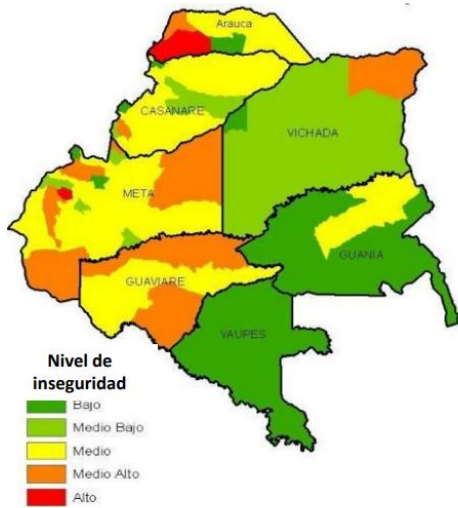 Arauca
CASANARE
VICHADA
META
GUANIA
GUAVIARE
VAUPES
Nivel de
inseguridad
Bajo
Medio Bajo
Medio
Medio Alto
Alto